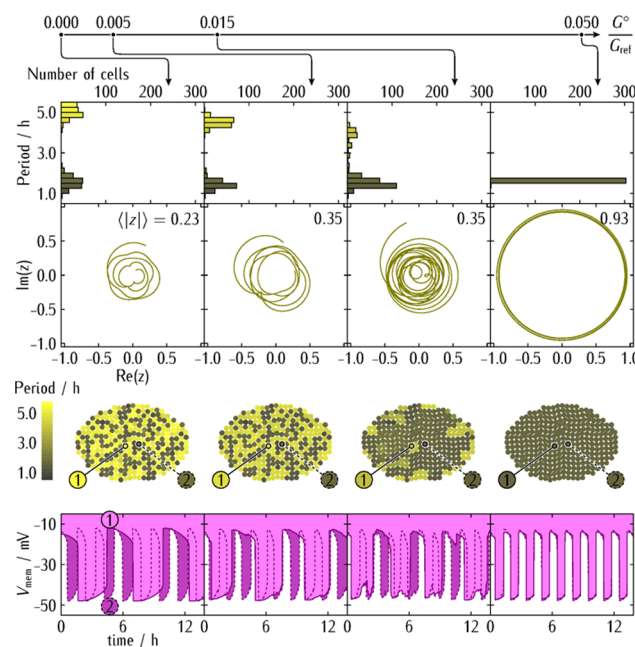 0.000 0.005 0.015 0.050 G°/G_ref
Number of cells
0 100 200 300 0 100 200 300 0 100 200 300 0 100 200 300
Period / h
5.0
3.0
1.0
⟨|z|⟩ = 0.23 0.35 0.35 0.93
Im(z)
0.5
0.0
−0.5
−1.0
−1.0 −0.5 0.0 0.5 −1.0 −0.5 0.0 0.5 −1.0 −0.5 0.0 0.5 −1.0 −0.5 0.0 0.5 1.0
Re(z)
Period / h
5.0
3.0
1.0
1 2 1 2 1 2 1 2
V_mem / mV
−10
−30
−50
1
2
0 6 12 0 6 12 0 6 12 0 6 12
time / h